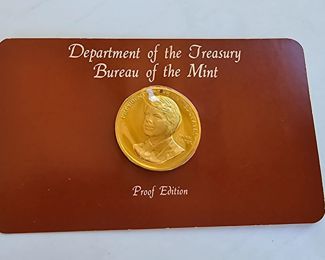 Department of the Treasury
Bureau of the Mint
Proof Edition